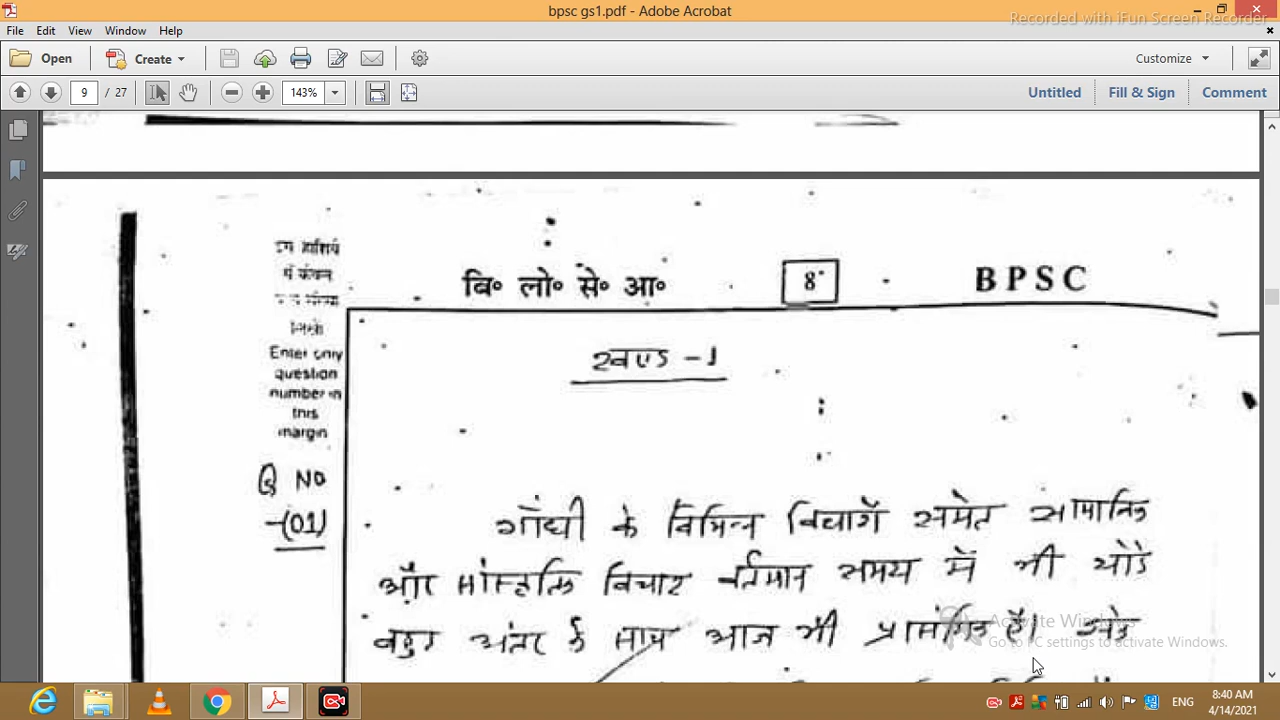 bpsc gs1.pdf - Adobe Acrobat
Recorded with iFun Screen Recorder
File Edit View Window Help
Open Create Customize
9 / 27 143% Untitled Fill & Sign Comment
लिखें
Enter only
question
number in
this
margin
बि० लो० से० आ० 8 BPSC
खण्ड -1
Q NO
-(01)
गाँधी के विभिन्न विचारों समेत सामाजिक
और सांस्कृतिक विचार वर्तमान समय में भी थोड़े
बहुत अंतर के साथ आज भी प्रासंगिक है।
Activate Windows
Go to PC settings to activate Windows.
ENG
8:40 AM
4/14/2021